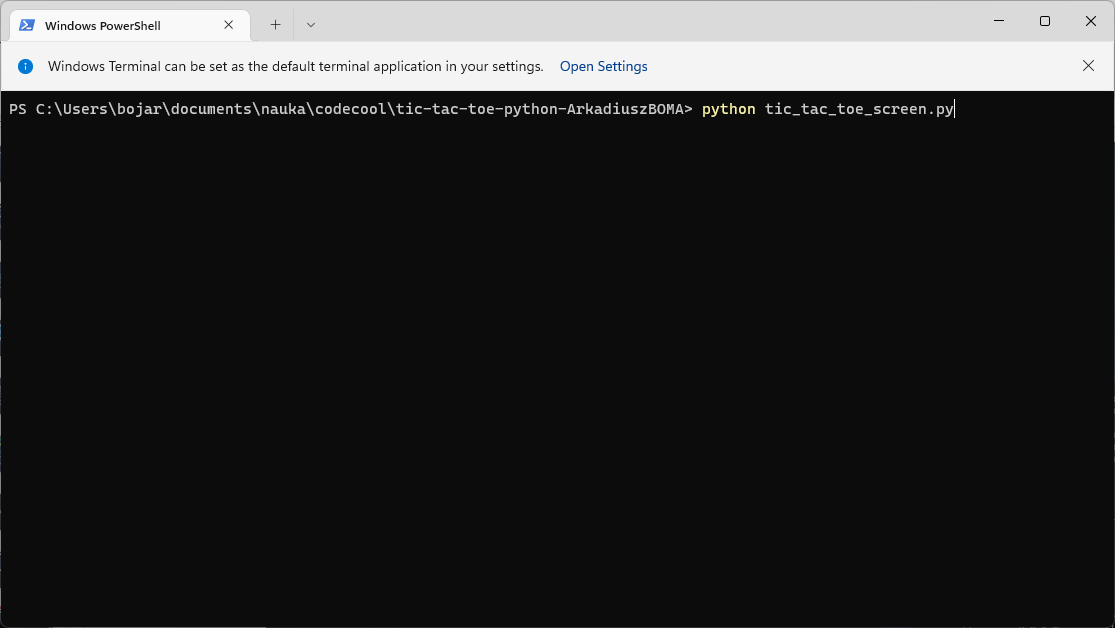 Windows PowerShell
Windows Terminal can be set as the default terminal application in your settings. Open Settings
PS C:\Users\bojar\documents\nauka\codecool\tic-tac-toe-python-ArkadiuszBOMA> python tic_tac_toe_screen.py